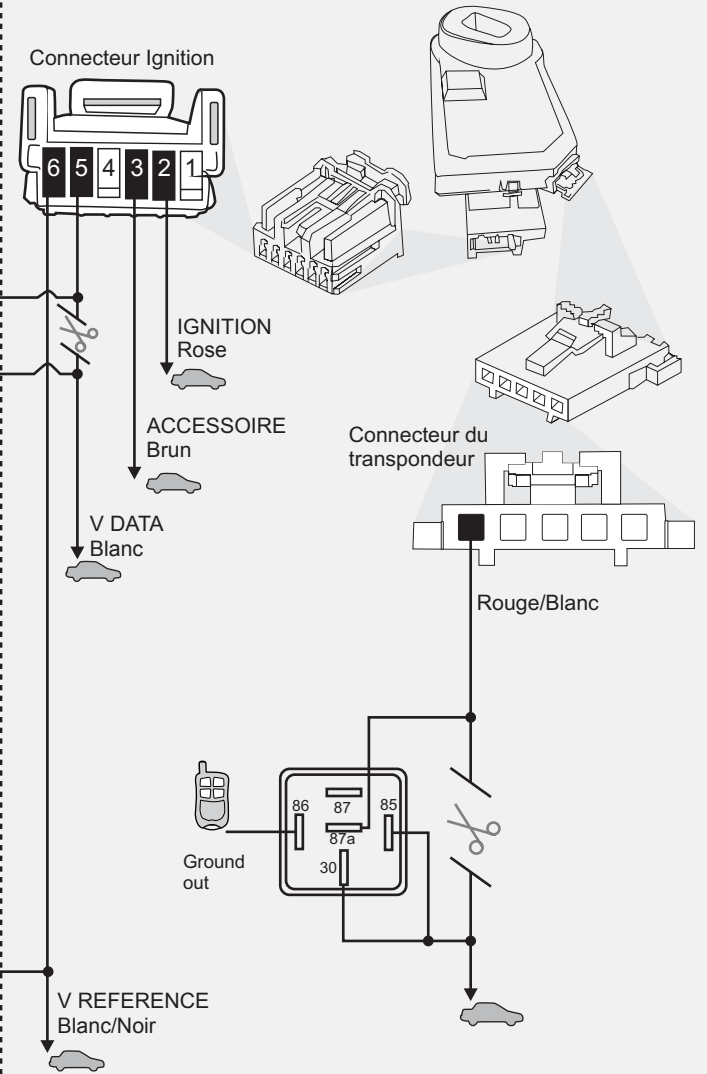 Connecteur Ignition
6 5 4 3 2 1
IGNITION
Rose
ACCESSOIRE
Brun
Connecteur du
transpondeur
V DATA
Blanc
Rouge/Blanc
86 87 85
87a
30
Ground
out
V REFERENCE
Blanc/Noir